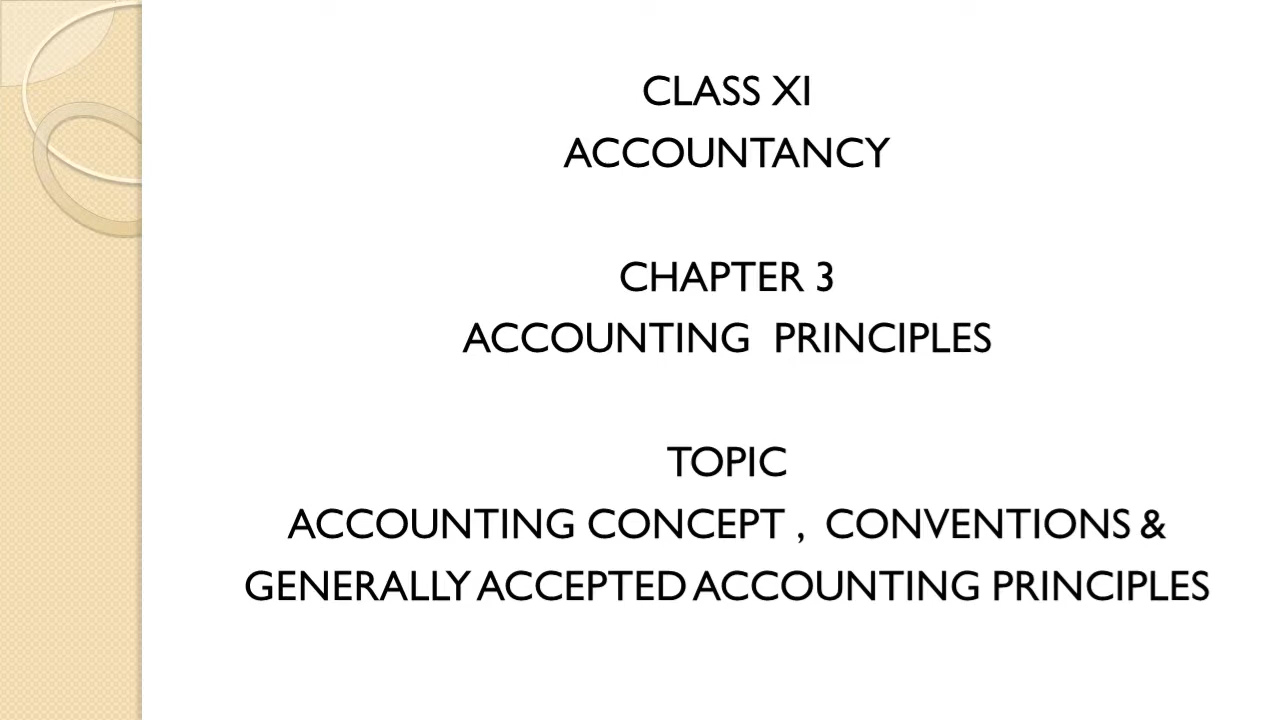 CLASS XI
ACCOUNTANCY
CHAPTER 3
ACCOUNTING PRINCIPLES
TOPIC
ACCOUNTING CONCEPT , CONVENTIONS &
GENERALLY ACCEPTED ACCOUNTING PRINCIPLES